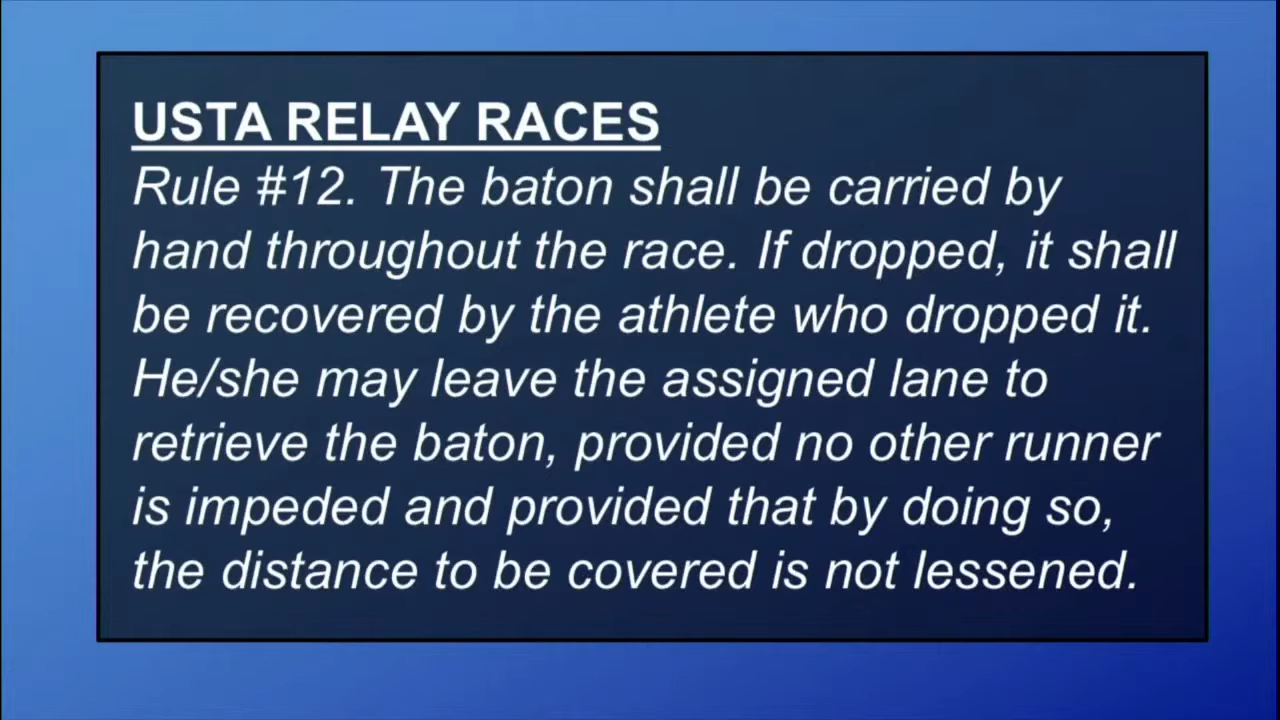 USTA RELAY RACES
Rule #12. The baton shall be carried by
hand throughout the race. If dropped, it shall
be recovered by the athlete who dropped it.
He/she may leave the assigned lane to
retrieve the baton, provided no other runner
is impeded and provided that by doing so,
the distance to be covered is not lessened.